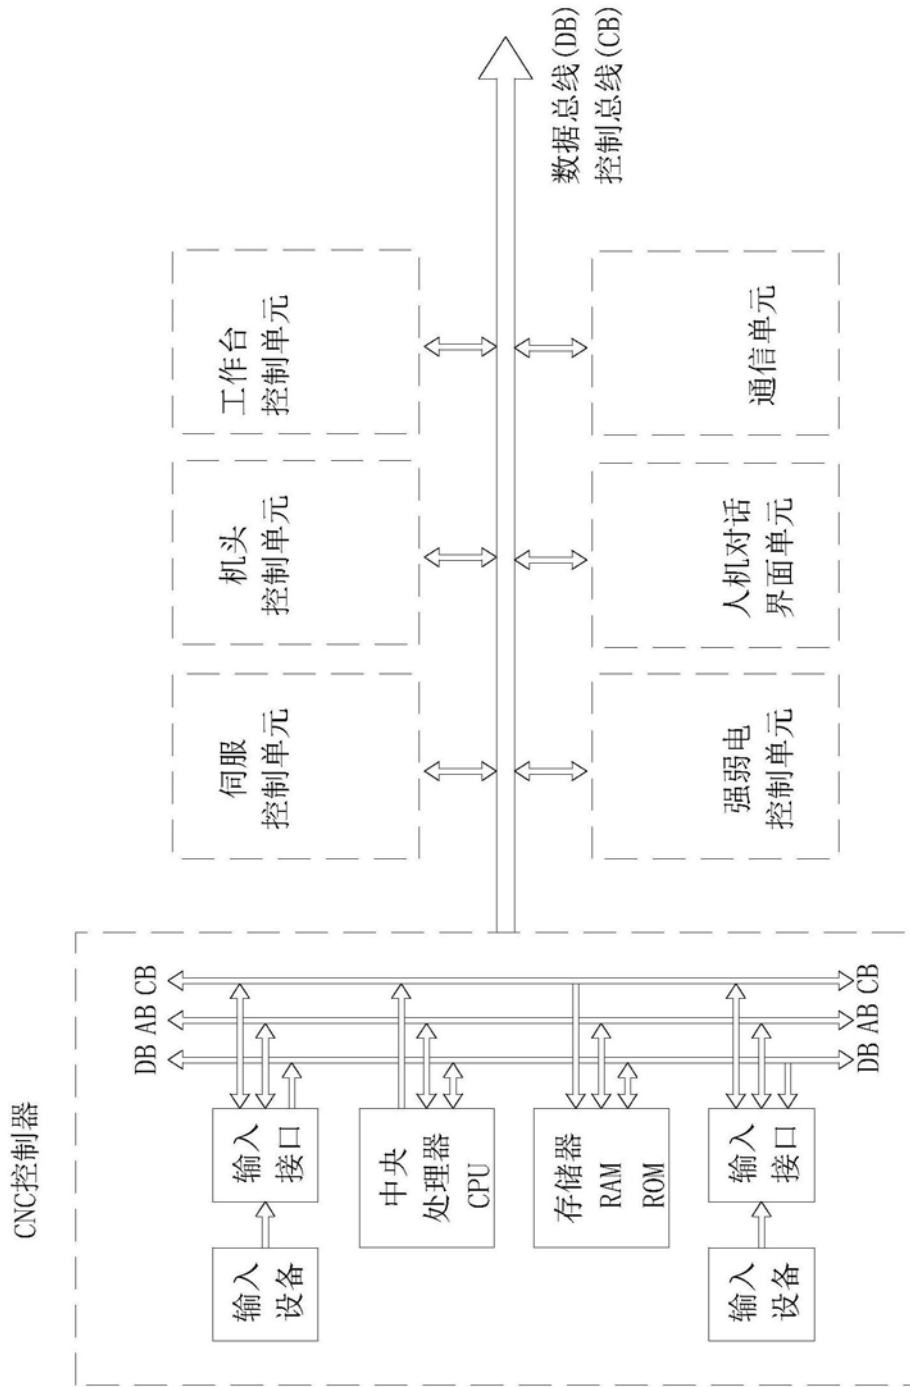 CNC控制器
输入
设备
输入
接口
DB AB CB
中央
处理器
CPU
存储器
RAM
ROM
输入
设备
输入
接口
DB AB CB
伺服
控制单元
机头
控制单元
工作台
控制单元
强弱电
控制单元
人机对话
界面单元
通信单元
数据总线(DB)
控制总线(CB)